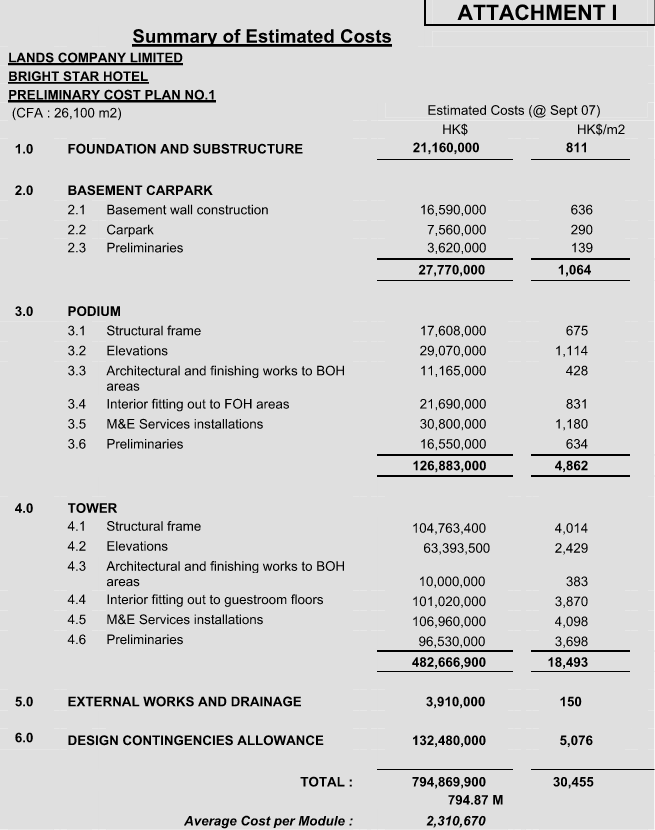 ATTACHMENT I
Summary of Estimated Costs
LANDS COMPANY LIMITED
BRIGHT STAR HOTEL
PRELIMINARY COST PLAN NO.1
(CFA : 26,100 m2)
Estimated Costs (@ Sept 07)
HK$ HK$/m2
1.0 FOUNDATION AND SUBSTRUCTURE 21,160,000 811
2.0 BASEMENT CARPARK
2.1 Basement wall construction 16,590,000 636
2.2 Carpark 7,560,000 290
2.3 Preliminaries 3,620,000 139
27,770,000 1,064
3.0 PODIUM
3.1 Structural frame 17,608,000 675
3.2 Elevations 29,070,000 1,114
3.3 Architectural and finishing works to BOH 11,165,000 428
areas
3.4 Interior fitting out to FOH areas 21,690,000 831
3.5 M&E Services installations 30,800,000 1,180
3.6 Preliminaries 16,550,000 634
126,883,000 4,862
4.0 TOWER
4.1 Structural frame 104,763,400 4,014
4.2 Elevations 63,393,500 2,429
4.3 Architectural and finishing works to BOH
areas 10,000,000 383
4.4 Interior fitting out to guestroom floors 101,020,000 3,870
4.5 M&E Services installations 106,960,000 4,098
4.6 Preliminaries 96,530,000 3,698
482,666,900 18,493
5.0 EXTERNAL WORKS AND DRAINAGE 3,910,000 150
6.0 DESIGN CONTINGENCIES ALLOWANCE 132,480,000 5,076
TOTAL : 794,869,900 30,455
794.87 M
Average Cost per Module : 2,310,670